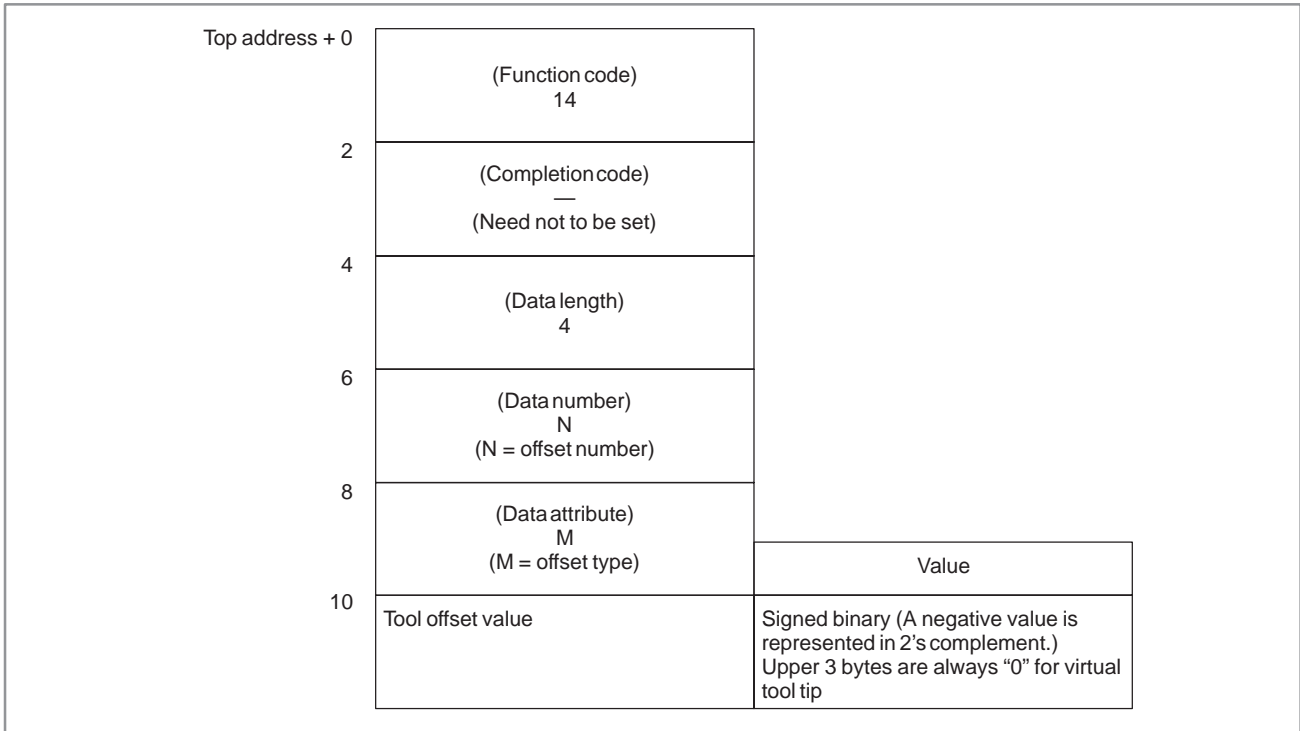 Top address + 0
(Function code)
14
2
(Completion code)
—
(Need not to be set)
4
(Data length)
4
6
(Data number)
N
(N = offset number)
8
(Data attribute)
M
(M = offset type)
Value
10
Tool offset value
Signed binary (A negative value is
represented in 2's complement.)
Upper 3 bytes are always “0” for virtual
tool tip